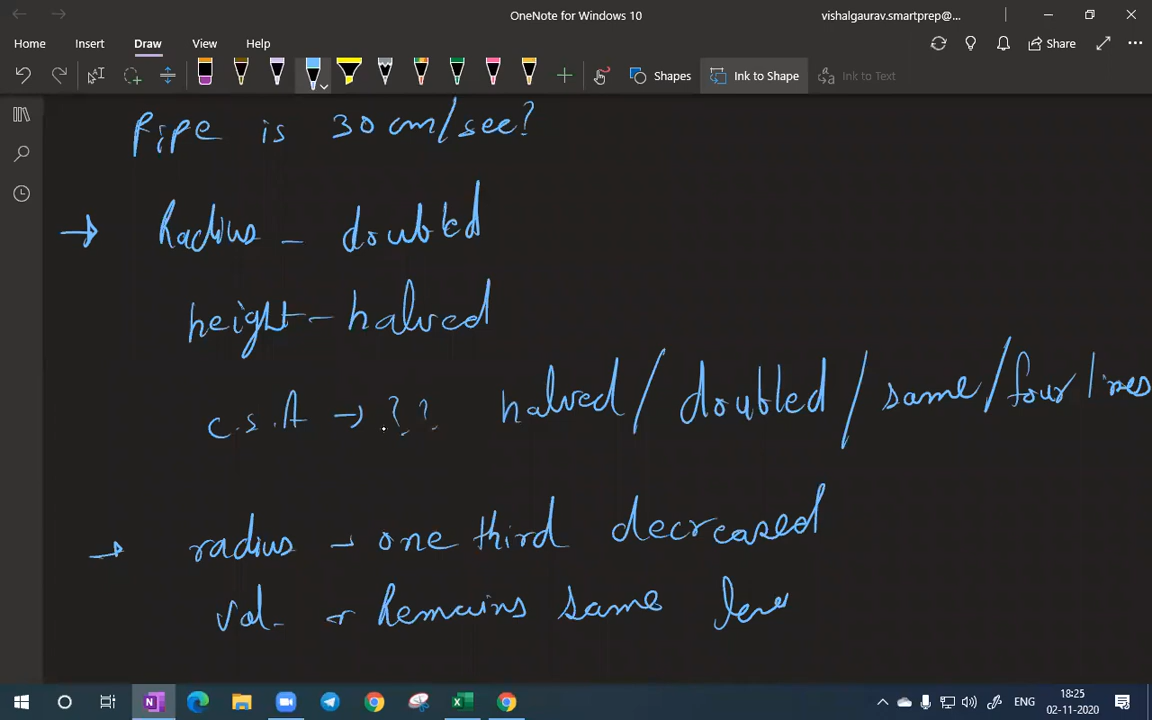 OneNote for Windows 10
vishalgaurav.smartprep@...
Home Insert Draw View Help
Share
Shapes Ink to Shape Ink to Text
Pipe is 30 cm/sec?
→ Radius – doubled
height – halved
C.S.A → ?? halved/doubled/same/four times
→ radius → one third decreased
vol. → Remains same
ENG
18:25
02-11-2020